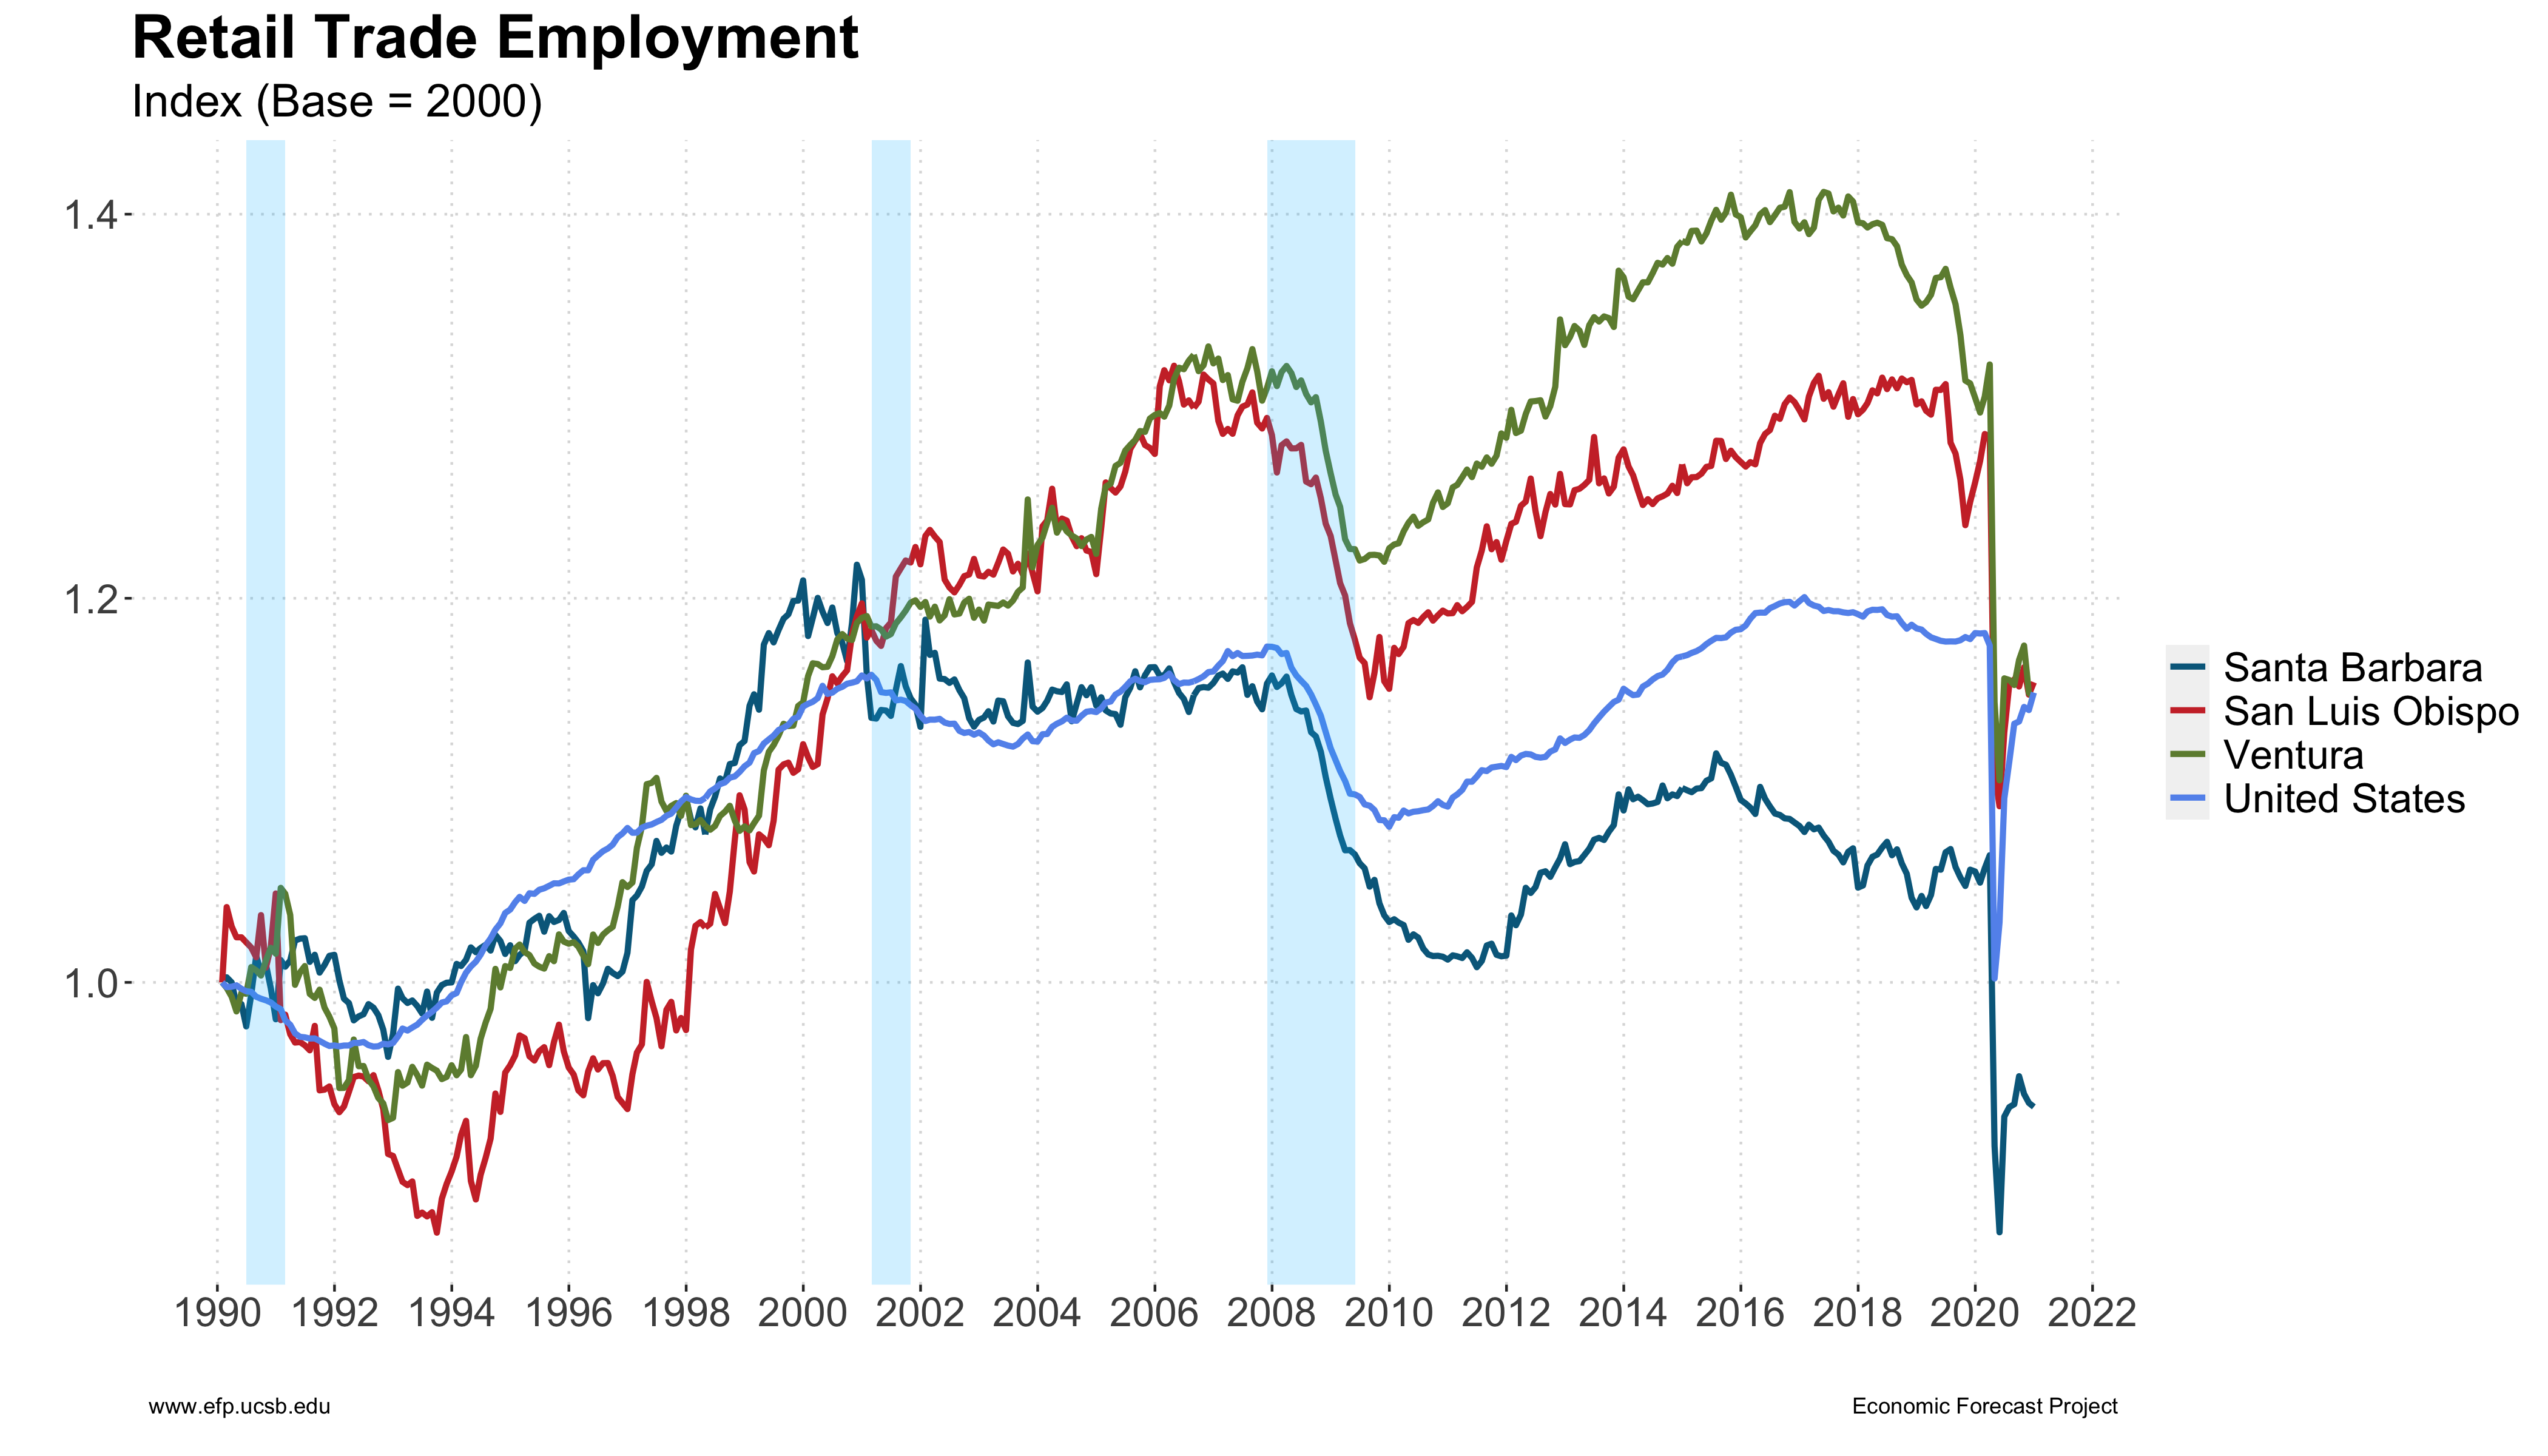 Retail Trade Employment
Index (Base = 2000)
1.4
1.2
1.0
Santa Barbara
San Luis Obispo
Ventura
United States
1990 1992 1994 1996 1998 2000 2002 2004 2006 2008 2010 2012 2014 2016 2018 2020 2022
www.efp.ucsb.edu
Economic Forecast Project